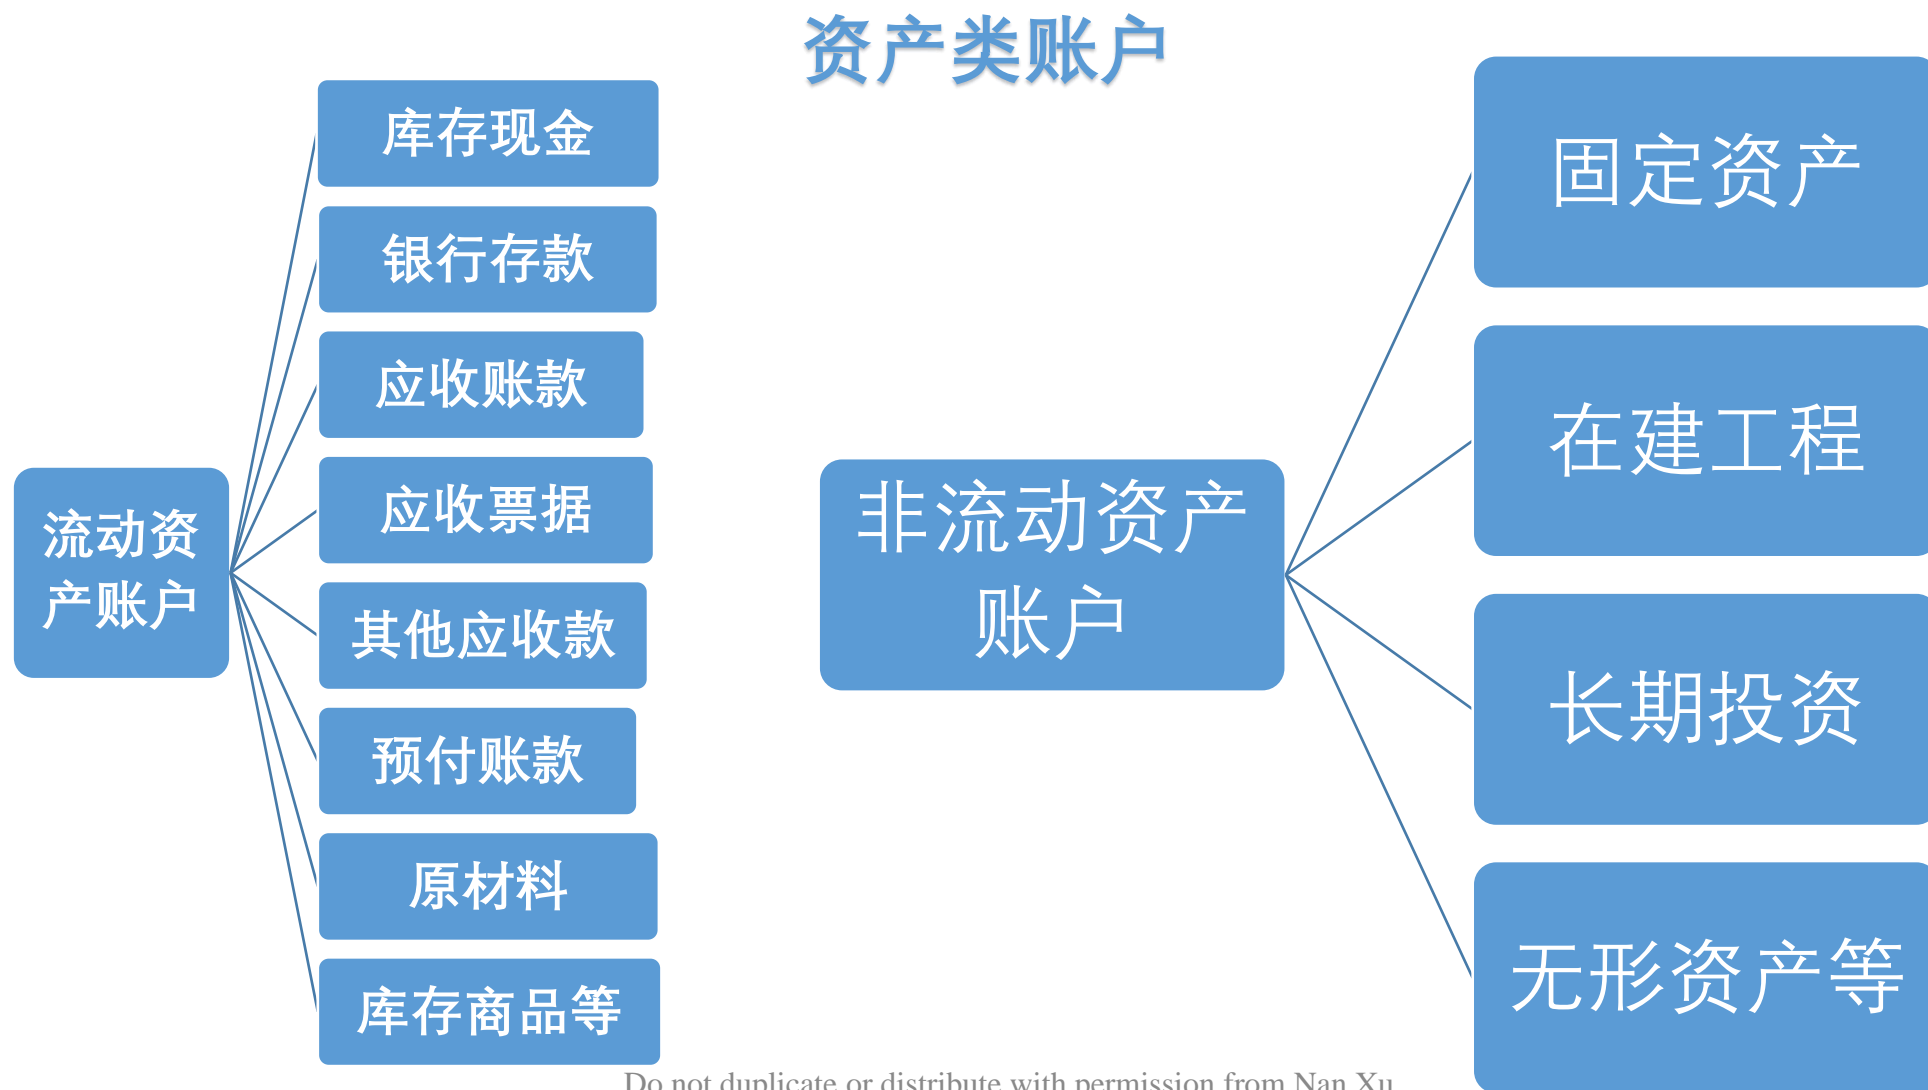 资产类账户
流动资
产账户
库存现金
银行存款
应收账款
应收票据
其他应收款
预付账款
原材料
库存商品等
非流动资产
账户
固定资产
在建工程
长期投资
无形资产等
Do not duplicate or distribute with permission from Nan Xu